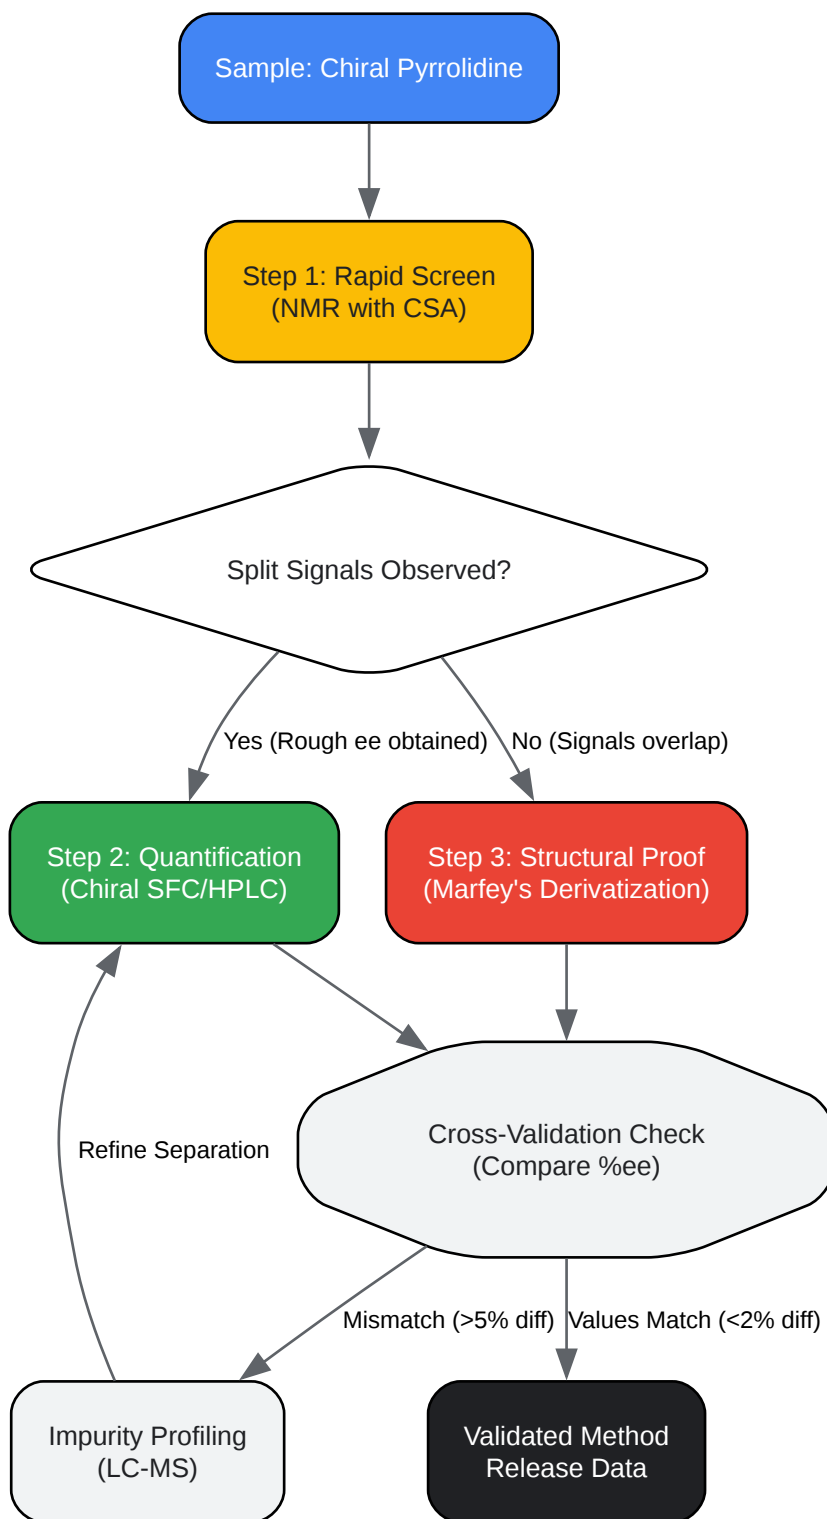 Sample: Chiral Pyrrolidine
Step 1: Rapid Screen
(NMR with CSA)
Split Signals Observed?
Yes (Rough ee obtained)
No (Signals overlap)
Step 2: Quantification
(Chiral SFC/HPLC)
Step 3: Structural Proof
(Marfey's Derivatization)
Cross-Validation Check
(Compare %ee)
Refine Separation
Mismatch (>5% diff)
Values Match (<2% diff)
Impurity Profiling
(LC-MS)
Validated Method
Release Data